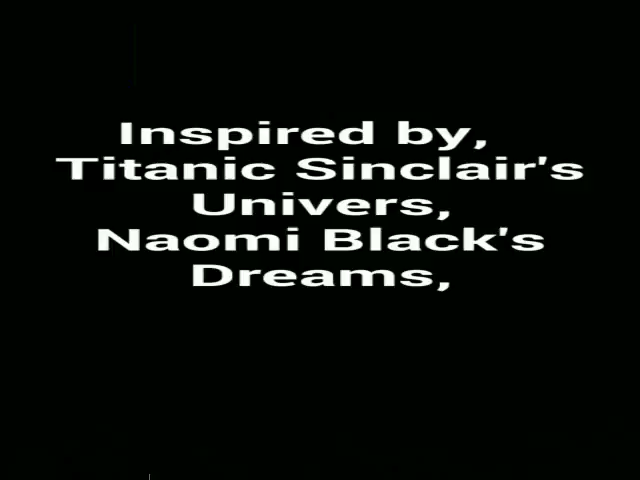 Inspired by,
Titanic Sinclair's
Univers,
Naomi Black's
Dreams,